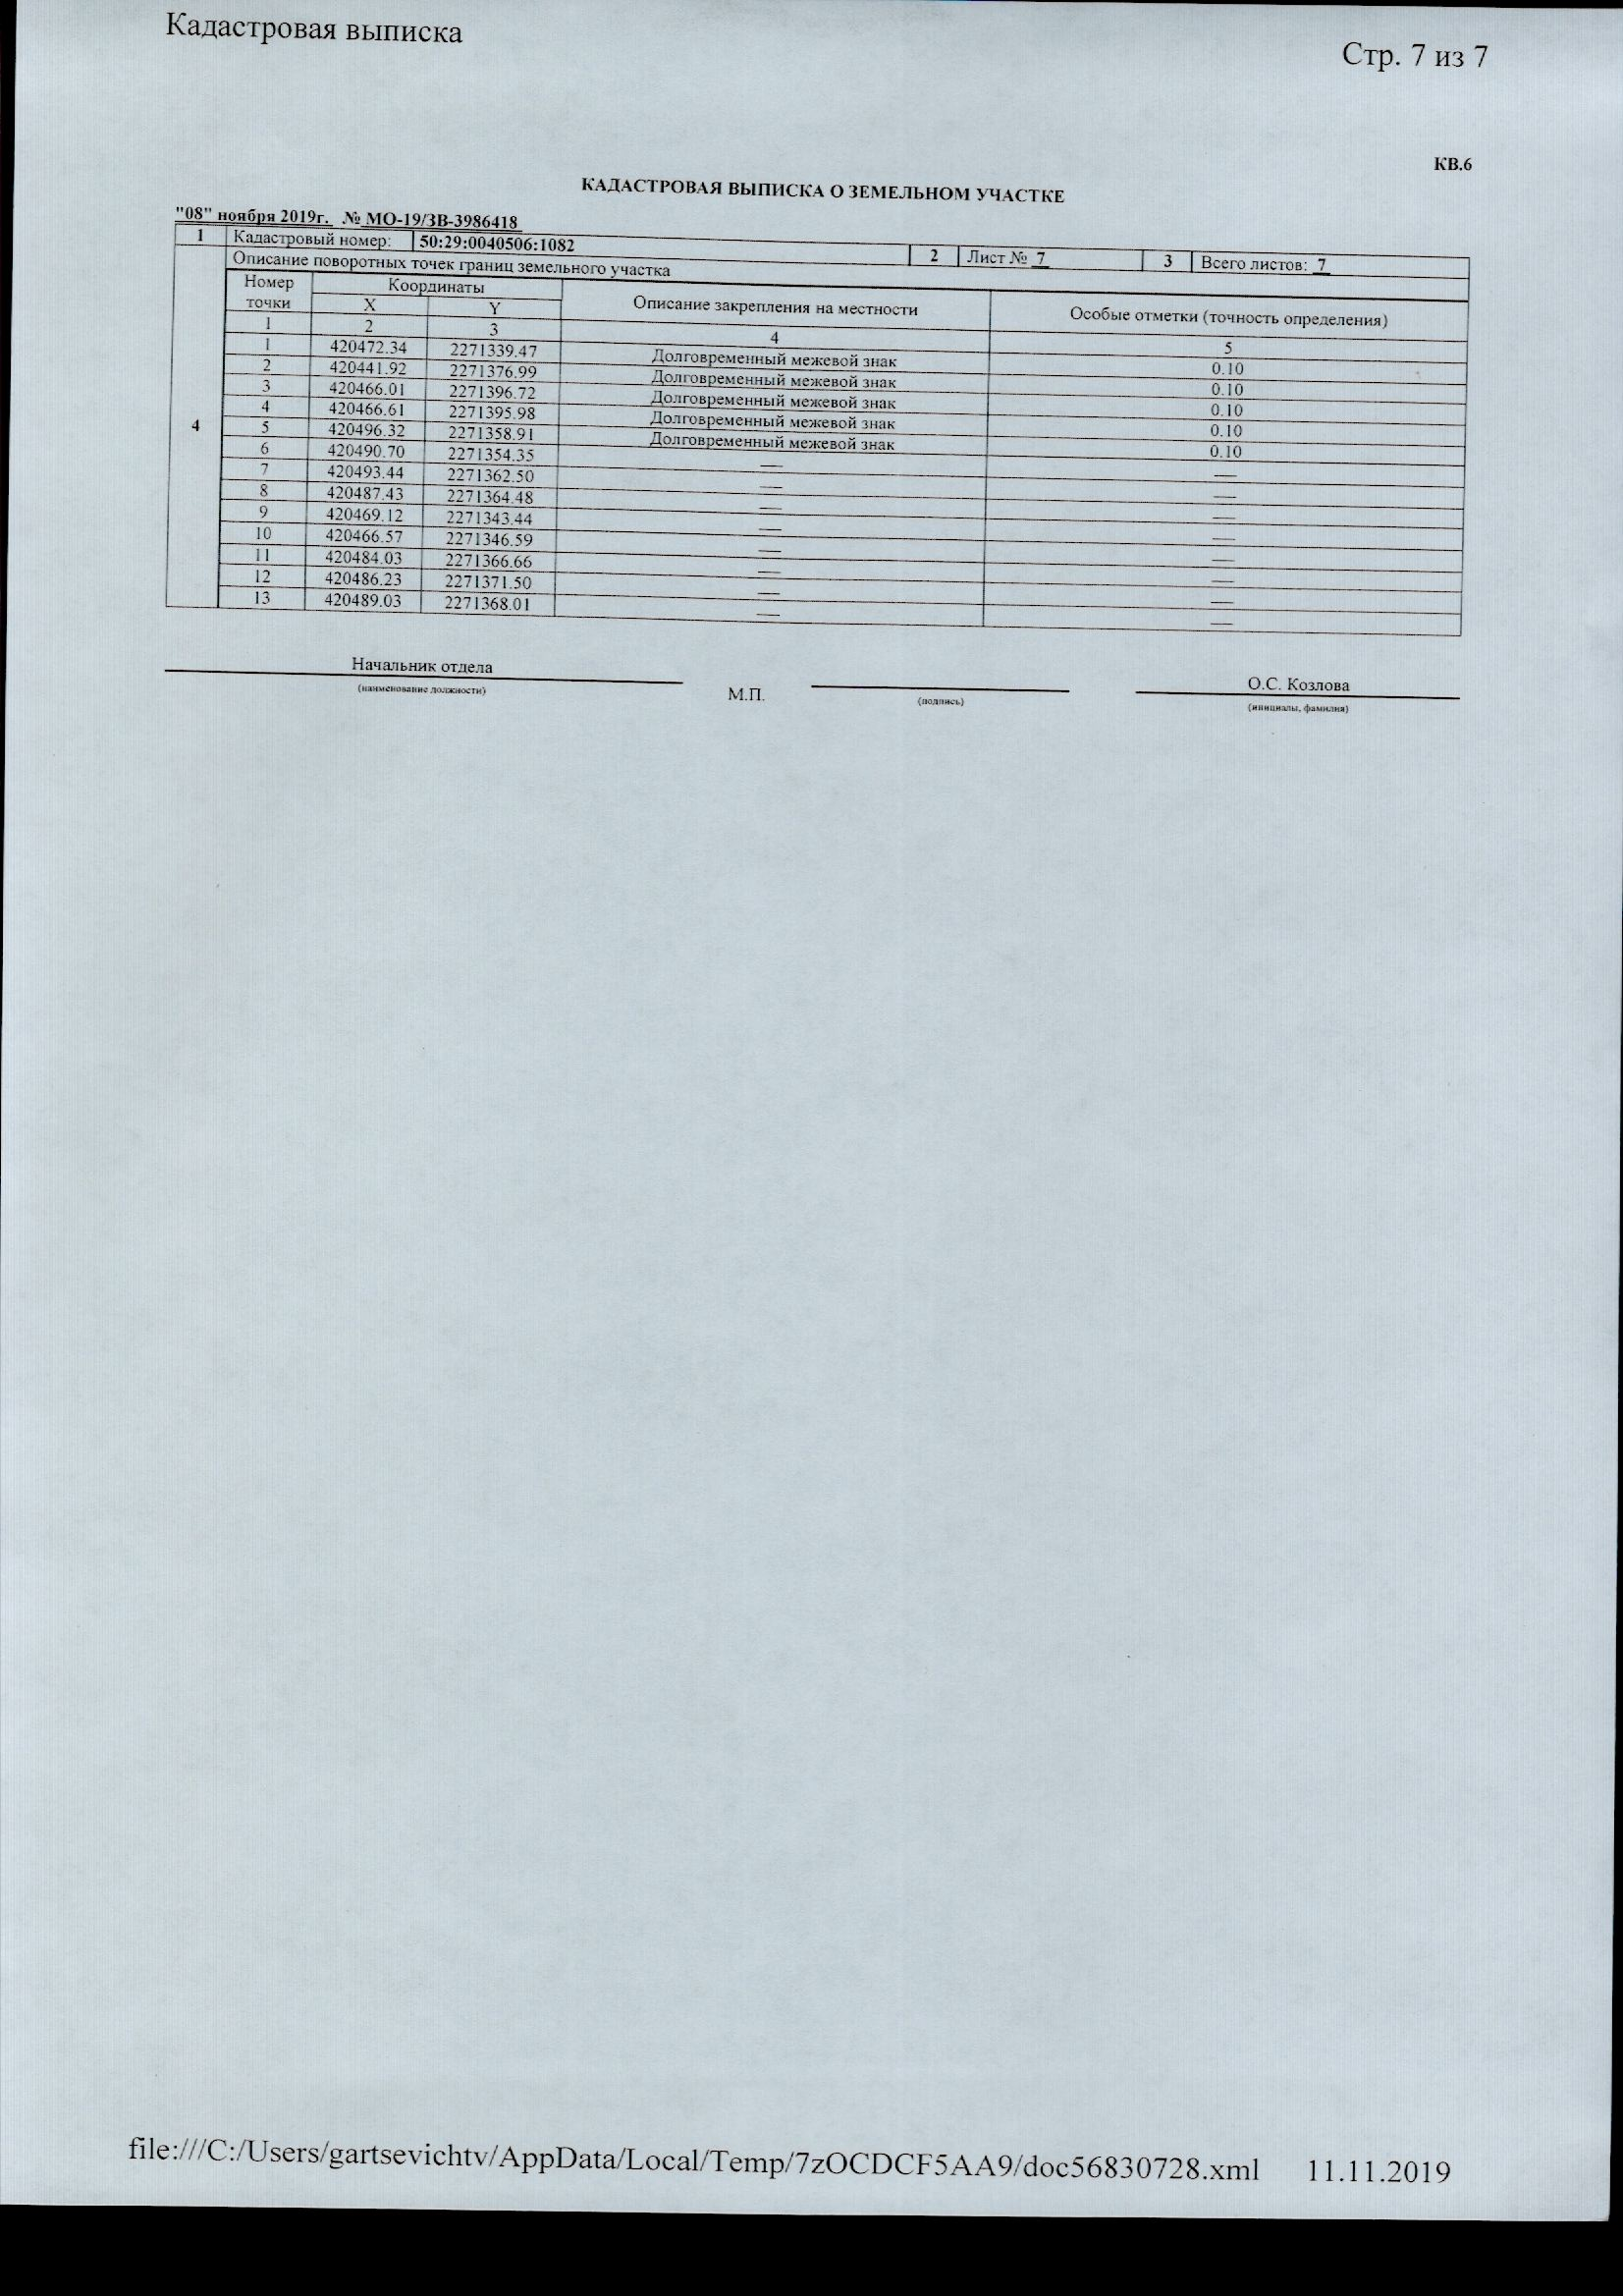 Кадастровая выписка
Стр. 7 из 7
КВ.6
КАДАСТРОВАЯ ВЫПИСКА О ЗЕМЕЛЬНОМ УЧАСТКЕ
"08" ноября 2019г. № МО-19/ЗВ-3986418
1 Кадастровый номер: 50:29:0040506:1082 2 Лист № 7 3 Всего листов: 7
4
Описание поворотных точек границ земельного участка
Номер точки Координаты Описание закрепления на местности Особые отметки (точность определения)
X Y
1 2 3 4 5
1 420472.34 2271339.47 Долговременный межевой знак 0.10
2 420441.92 2271376.99 Долговременный межевой знак 0.10
3 420466.01 2271396.72 Долговременный межевой знак 0.10
4 420466.61 2271395.98 Долговременный межевой знак 0.10
5 420496.32 2271358.91 Долговременный межевой знак 0.10
6 420490.70 2271354.35 — —
7 420493.44 2271362.50 — —
8 420487.43 2271364.48 — —
9 420469.12 2271343.44 — —
10 420466.57 2271346.59 — —
11 420484.03 2271366.66 — —
12 420486.23 2271371.50 — —
13 420489.03 2271368.01 — —
Начальник отдела
(наименование должности)
М.П.
(подпись)
О.С. Козлова
(инициалы, фамилия)
file:///C:/Users/gartsevichtv/AppData/Local/Temp/7zOCDCF5AA9/doc56830728.xml 11.11.2019